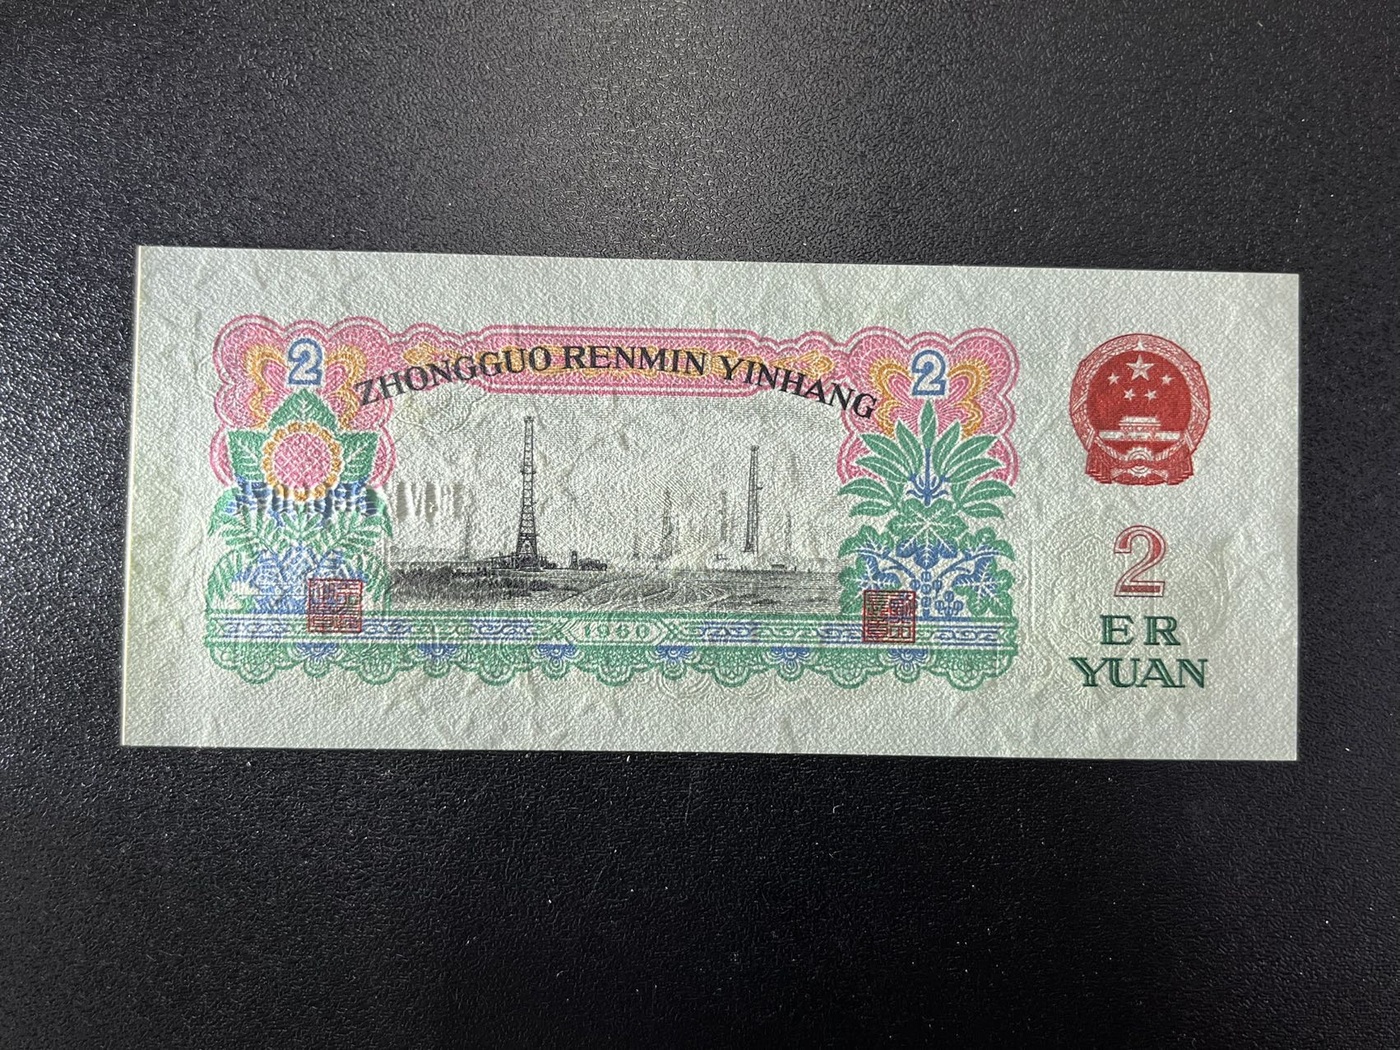 2
ZHONGGUO RENMIN YINHANG
2
1960
2
ER
YUAN